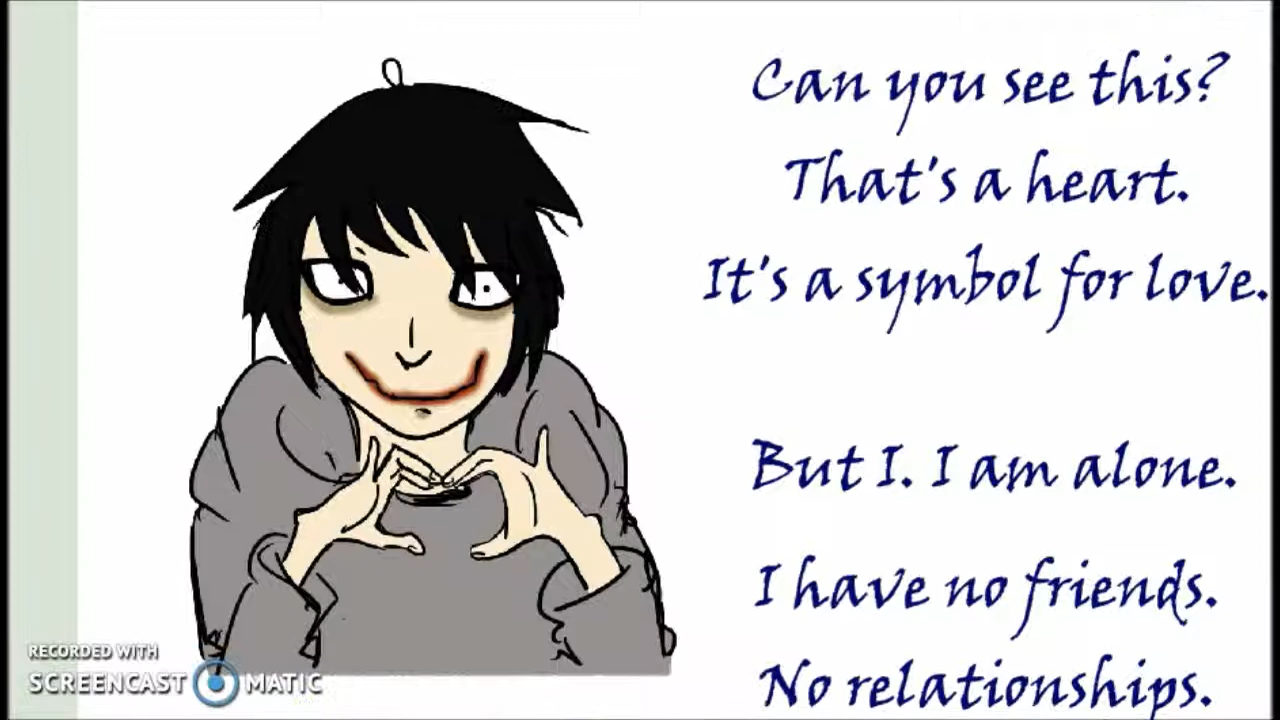 Can you see this?
That's a heart.
It's a symbol for love.
But I. I am alone.
I have no friends.
No relationships.
RECORDED WITH
SCREENCAST MATIC